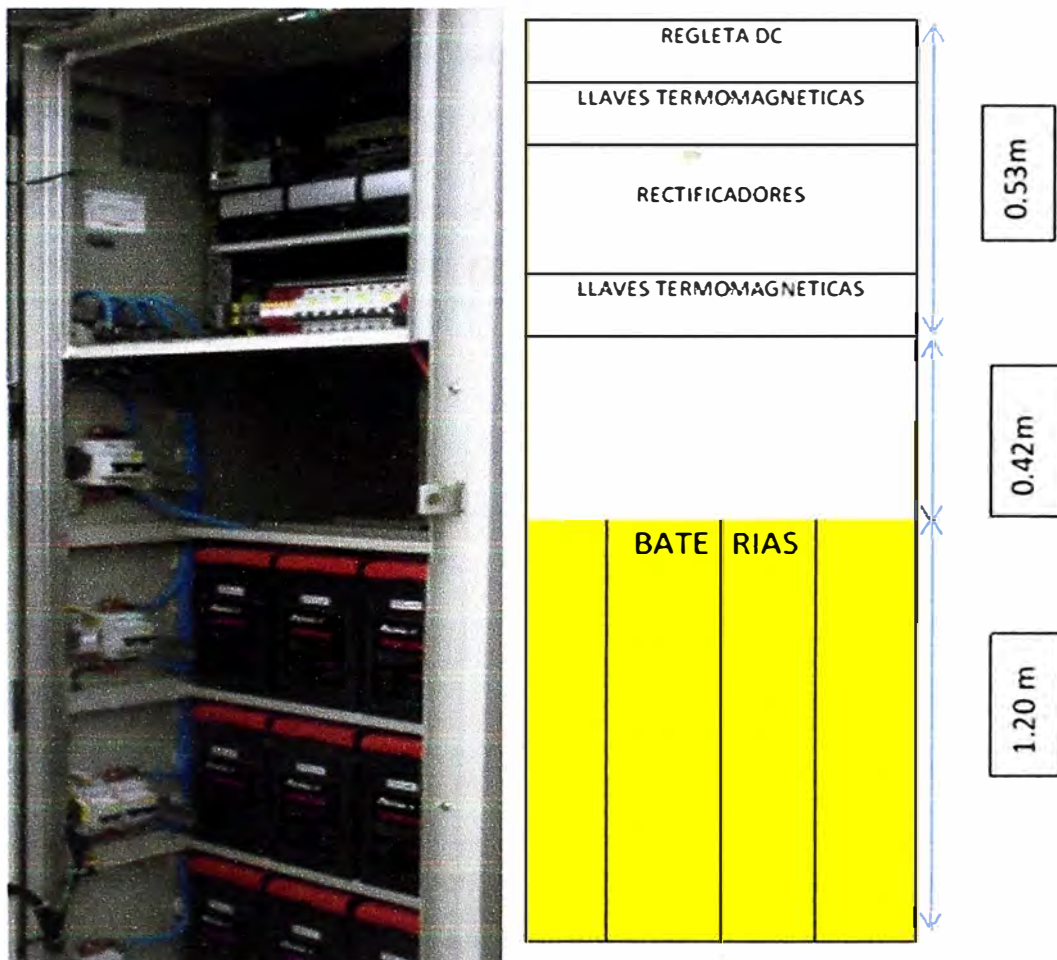 REGLETA DC
LLAVES TERMOMAGNETICAS
RECTIFICADORES
LLAVES TERMOMAGNETICAS
BATE RIAS
0.53m
0.42m
1.20 m